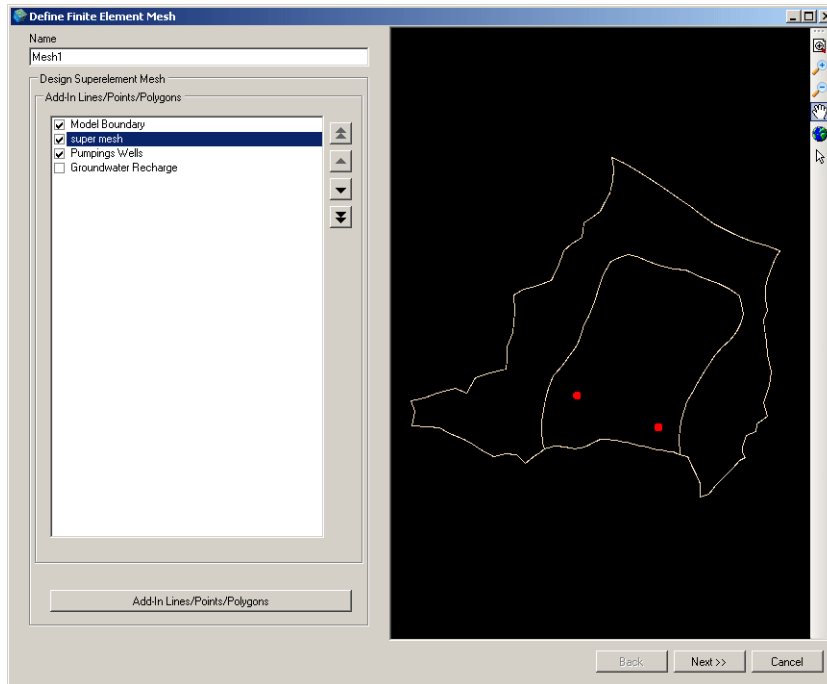 Define Finite Element Mesh
Name
Mesh1
Design Superelement Mesh
Add-In Lines/Points/Polygons
Model Boundary
super mesh
Pumpings Wells
Groundwater Recharge
Add-In Lines/Points/Polygons
Back
Next >>
Cancel